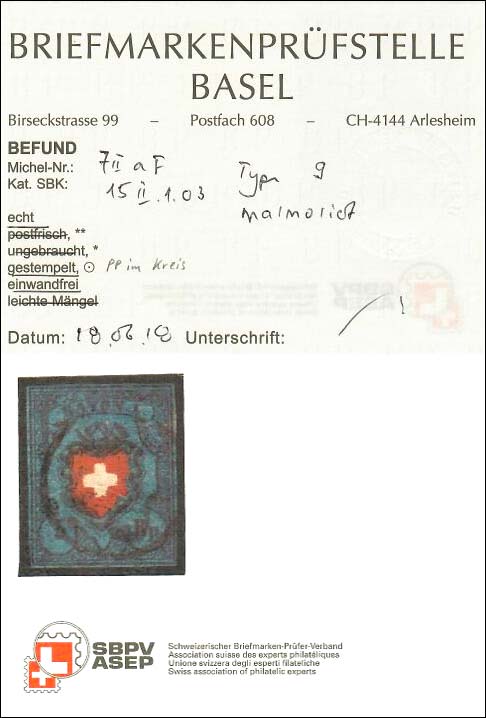 BRIEFMARKENPRÜFSTELLE
BASEL
Birseckstrasse 99 – Postfach 608 – CH-4144 Arlesheim
BEFUND
Michel-Nr.: 7II a F Type 9
Kat. SBK: 15 II .1.03
echt
postfrisch, **
ungebraucht, *
gestempelt, ⊙ PP im Kreis
einwandfrei
leichte Mängel
Datum: 18.06.18 Unterschrift:
SBPV
ASEP
Schweizerischer Briefmarken-Prüfer-Verband
Association suisse des experts philatéliques
Unione svizzera degli esperti filateliche
Swiss association of philatelic experts